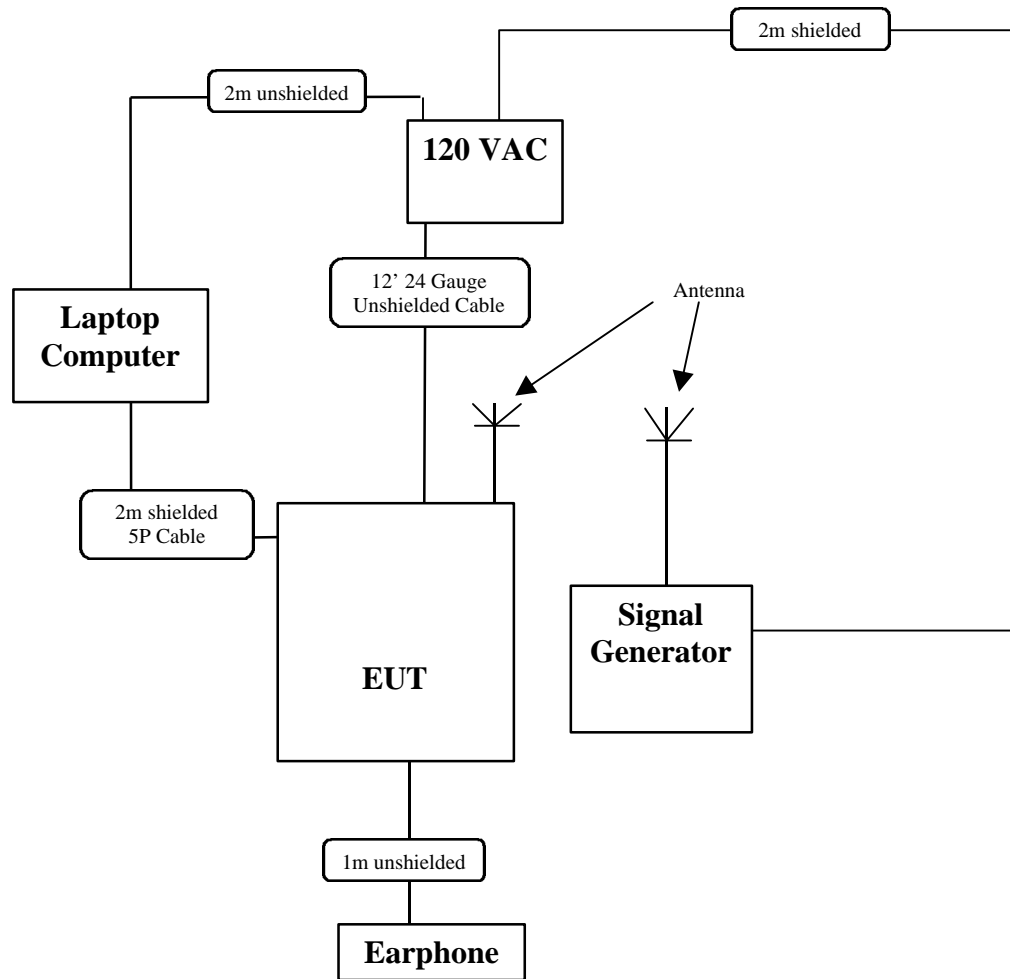 2m shielded
2m unshielded
120 VAC
12’ 24 Gauge
Unshielded Cable
Antenna
Laptop
Computer
2m shielded
5P Cable
Signal
Generator
EUT
1m unshielded
Earphone